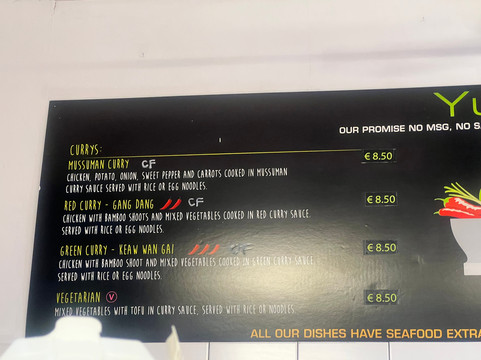 Yu
OUR PROMISE NO MSG, NO S
CURRYS:
MUSSUMAN CURRY CF € 8.50
CHICKEN, POTATO, ONION, SWEET PEPPER AND CARROTS COOKED IN MUSSUMAN
CURRY SAUCE SERVED WITH RICE OR EGG NOODLES.
RED CURRY - GANG DANG CF € 8.50
CHICKEN WITH BAMBOO SHOOTS AND MIXED VEGETABLES COOKED IN RED CURRY SAUCE.
SERVED WITH RICE OR EGG NOODLES.
GREEN CURRY - KEAW WAN GAI CF € 8.50
CHICKEN WITH BAMBOO SHOOT AND MIXED VEGETABLES COOKED IN GREEN CURRY SAUCE.
SERVED WITH RICE OR EGG NOODLES.
VEGETARIAN V € 8.50
MIXED VEGETABLES WITH TOFU IN CURRY SAUCE, SERVED WITH RICE OR NOODLES.
ALL OUR DISHES HAVE SEAFOOD EXTRA